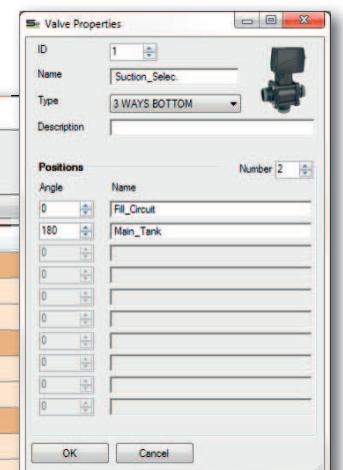 Se Valve Properties
ID 1
Name Suction_Selec.
Type 3 WAYS BOTTOM
Description
Positions Number 2
Angle Name
0 Fill_Circuit
180 Main_Tank
0
0
0
0
0
0
0
0
OK Cancel